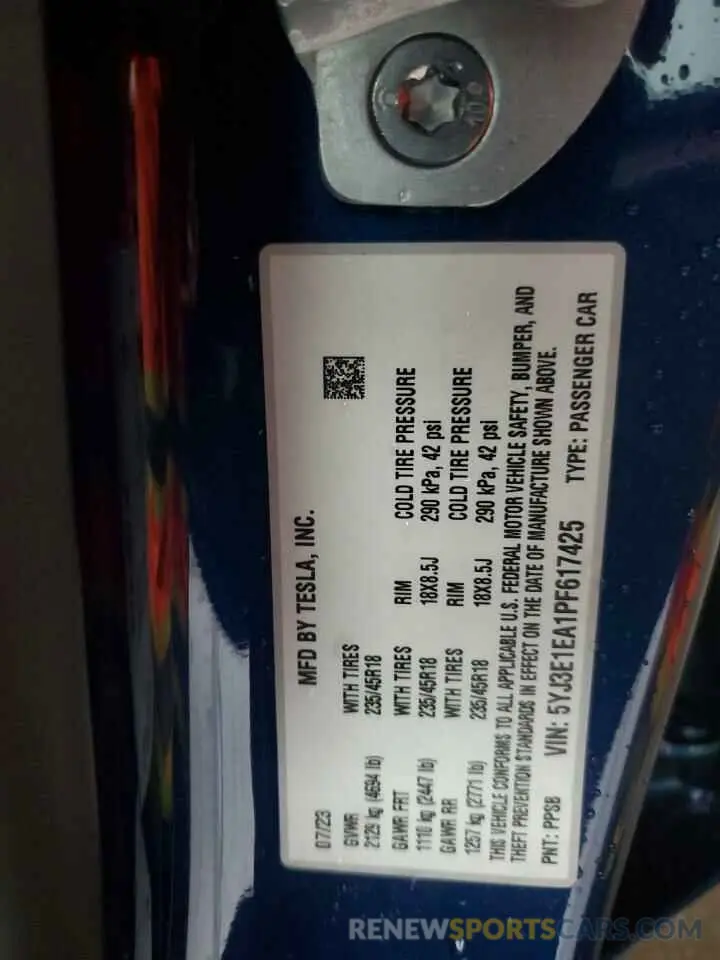 MFD BY TESLA, INC.
07/23
GVWR WITH TIRES
2129 kg (4694 lb) 235/45R18
GAWR FRT WITH TIRES RIM COLD TIRE PRESSURE
1110 kg (2447 lb) 235/45R18 18X8.5J 290 kPa, 42 psi
GAWR RR WITH TIRES RIM COLD TIRE PRESSURE
1257 kg (2771 lb) 235/45R18 18X8.5J 290 kPa, 42 psi
THIS VEHICLE CONFORMS TO ALL APPLICABLE U.S. FEDERAL MOTOR VEHICLE SAFETY, BUMPER, AND
THEFT PREVENTION STANDARDS IN EFFECT ON THE DATE OF MANUFACTURE SHOWN ABOVE.
PNT: PPSB VIN: 5YJ3E1EA1PF617425 TYPE: PASSENGER CAR
RENEWSPORTSCARS.COM